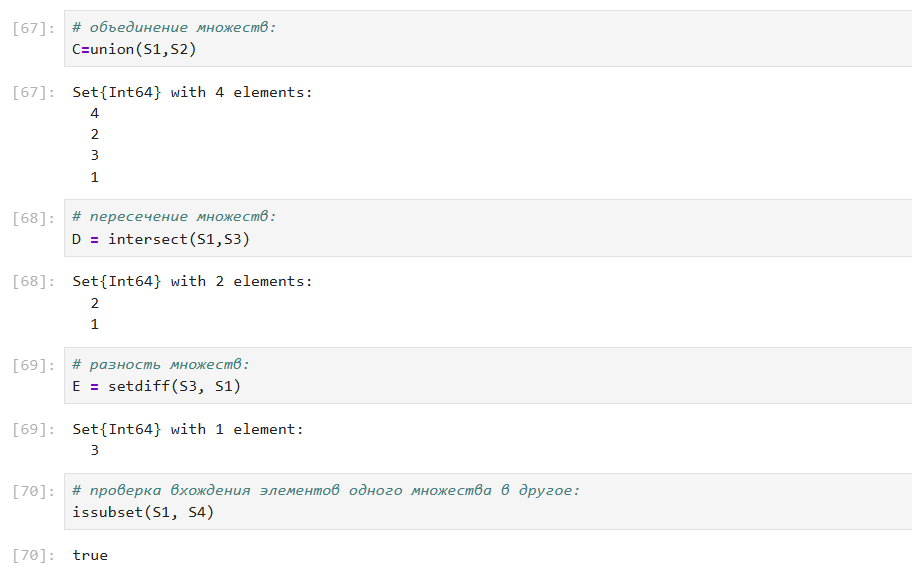 [67]: # объединение множеств:
C=union(S1,S2)
[67]: Set{Int64} with 4 elements:
4
2
3
1
[68]: # пересечение множеств:
D = intersect(S1,S3)
[68]: Set{Int64} with 2 elements:
2
1
[69]: # разность множеств:
E = setdiff(S3, S1)
[69]: Set{Int64} with 1 element:
3
[70]: # проверка вхождения элементов одного множества в другое:
issubset(S1, S4)
[70]: true